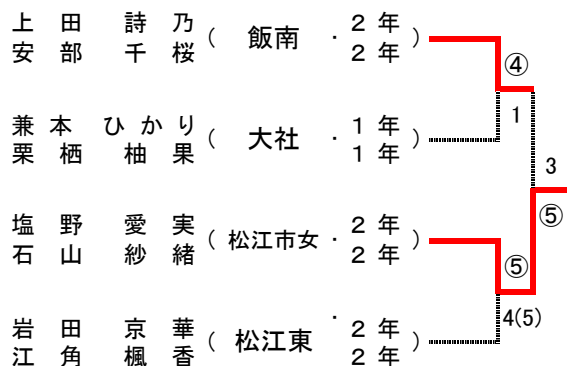 上田詩乃 ( 飯南 ・ 2年 )
安部千桜 2年
④
兼本ひかり ( 大社 ・ 1年 )
栗栖柚果 1年
1
3
塩野愛実 ( 松江市女 ・ 2年 )
石山紗緒 2年
⑤
⑤
岩田京華 ( 松江東 ・ 2年 )
江角楓香 2年
4(5)